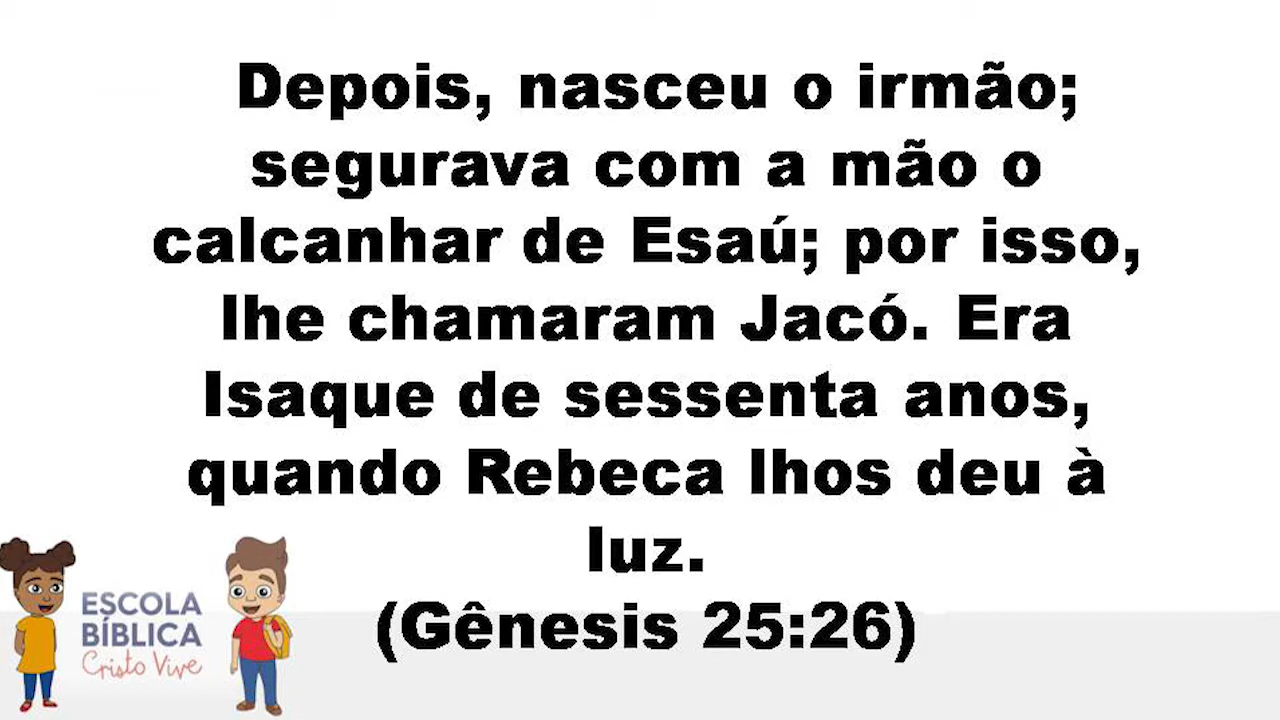 Depois, nasceu o irmão;
segurava com a mão o
calcanhar de Esaú; por isso,
lhe chamaram Jacó. Era
Isaque de sessenta anos,
quando Rebeca lhos deu à
luz.
(Gênesis 25:26)
ESCOLA
BÍBLICA
Cristo Vive